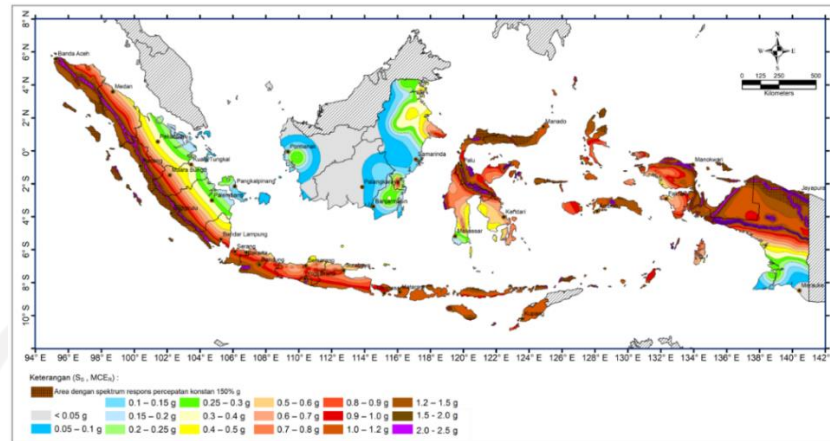 8° N
6° N
4° N
2° N
0°
2° S
4° S
6° S
8° S
10° S
N
W E
S
0 125 250 500
Kilometers
Banda Aceh
Medan
Manado
Pontianak
Samarinda
Palu
Manokwari
Kuala Tungkal
Muara Bungo
Pangkalpinang
Jayapura
Makassar
Kendari
Bandar Lampung
Serang
Semarang
Mataram
Merauke
94° E 96° E 98° E 100° E 102° E 104° E 106° E 108° E 110° E 112° E 114° E 116° E 118° E 120° E 122° E 124° E 126° E 128° E 130° E 132° E 134° E 136° E 138° E 140° E 142° E
Keterangan (Sₛ , MCEᵣ) :
Area dengan spektrum respons percepatan konstan 150% g
0.1 – 0.15 g 0.25 – 0.3 g 0.5 – 0.6 g 0.8 – 0.9 g 1.2 – 1.5 g
< 0.05 g 0.15 – 0.2 g 0.3 – 0.4 g 0.6 – 0.7 g 0.9 – 1.0 g 1.5 - 2.0 g
0.05 – 0.1 g 0.2 – 0.25 g 0.4 – 0.5 g 0.7 – 0.8 g 1.0 – 1.2 g 2.0 - 2.5 g